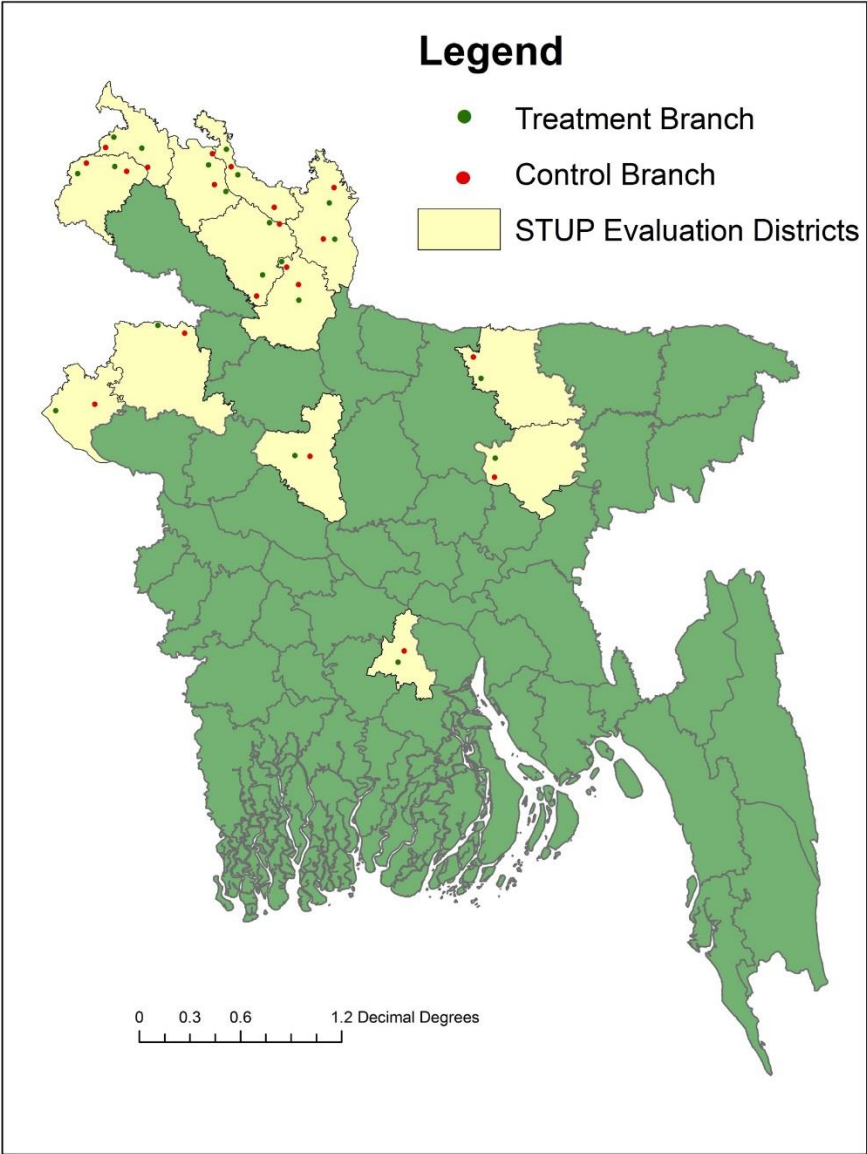 Legend
Treatment Branch
Control Branch
STUP Evaluation Districts
0 0.3 0.6 1.2 Decimal Degrees